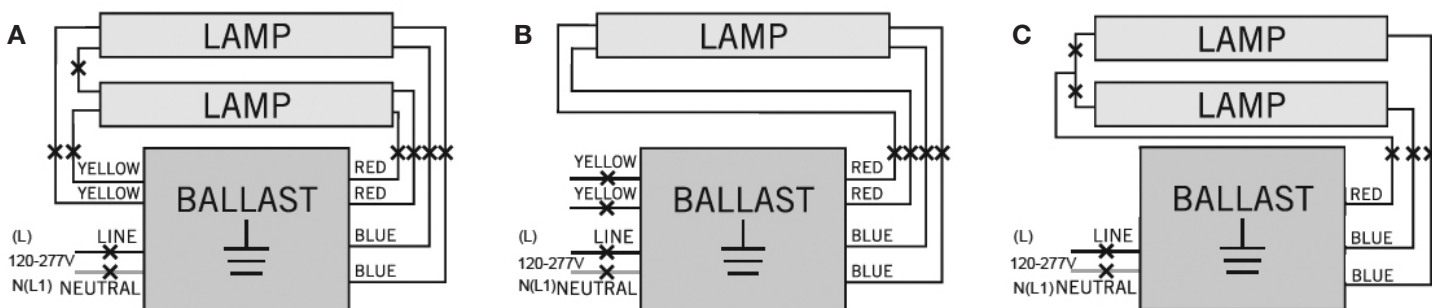 A
LAMP
LAMP
YELLOW
YELLOW
RED
RED
BALLAST
(L)
LINE
BLUE
120-277V
N(L1)
NEUTRAL
BLUE
B
LAMP
YELLOW
YELLOW
RED
RED
BALLAST
(L)
LINE
BLUE
120-277V
N(L1)
NEUTRAL
BLUE
C
LAMP
LAMP
BALLAST
RED
(L)
LINE
BLUE
120-277V
N(L1)
NEUTRAL
BLUE